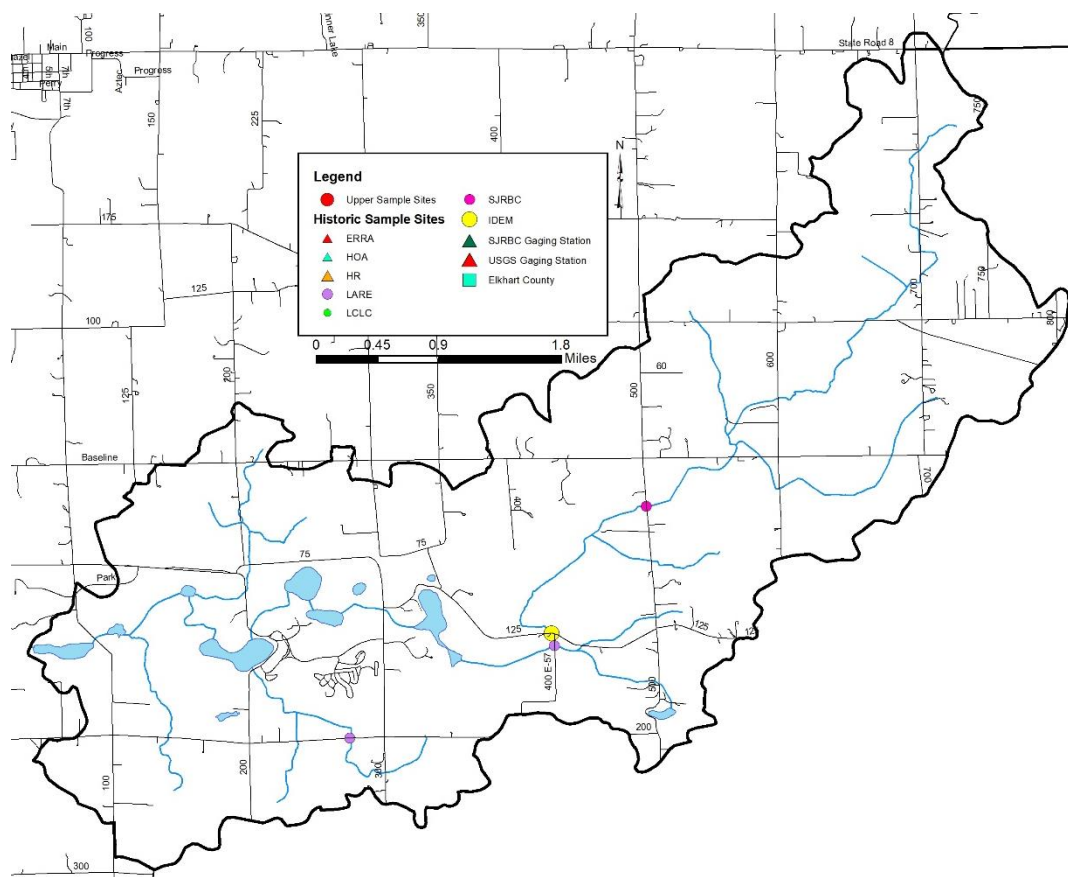 100
350
State Road 8
Main
Progress
7th
5th
Perry
7th
Aztec
Progress
150
225
400
750
N
Legend
Upper Sample Sites
Historic Sample Sites
ERRA
HOA
HR
LARE
LCLC
SJRBC
IDEM
SJRBC Gaging Station
USGS Gaging Station
Elkhart County
175
125
100
0 0.45 0.9 1.8
Miles
700
750
800
125
200
350
500
60
600
Baseline
400
700
75
75
Park
125
125
400 E-57
500
200
100
200
300
300